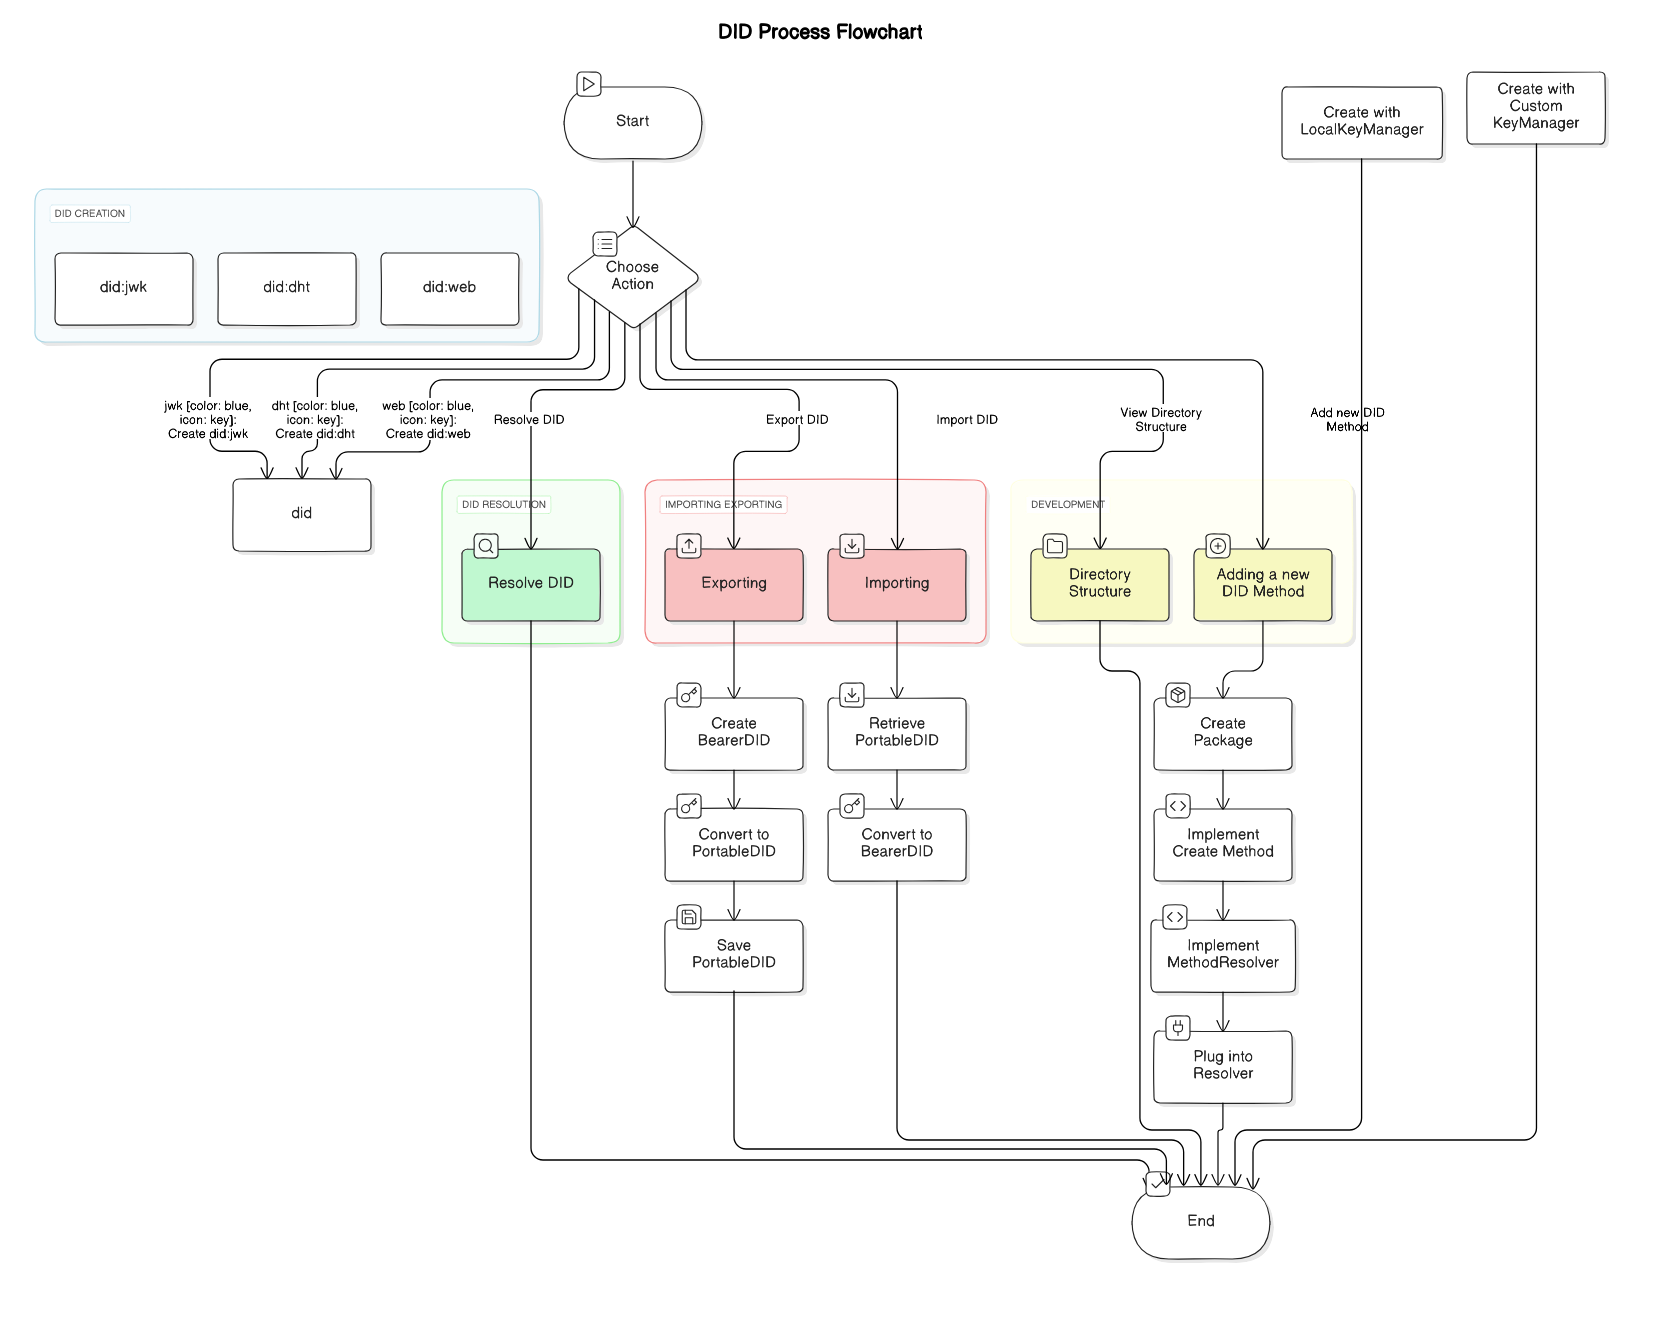 DID Process Flowchart
Start
Create with
LocalKeyManager
Create with
Custom
KeyManager
DID CREATION
did:jwk
did:dht
did:web
Choose
Action
jwk [color: blue,
icon: key]:
Create did:jwk
dht [color: blue,
icon: key]:
Create did:dht
web [color: blue,
icon: key]:
Create did:web
Resolve DID
Export DID
Import DID
View Directory
Structure
Add new DID
Method
did
DID RESOLUTION
Resolve DID
IMPORTING EXPORTING
Exporting
Importing
DEVELOPMENT
Directory
Structure
Adding a new
DID Method
Create
BearerDID
Retrieve
PortableDID
Create
Package
Convert to
PortableDID
Convert to
BearerDID
Implement
Create Method
Save
PortableDID
Implement
MethodResolver
Plug into
Resolver
End